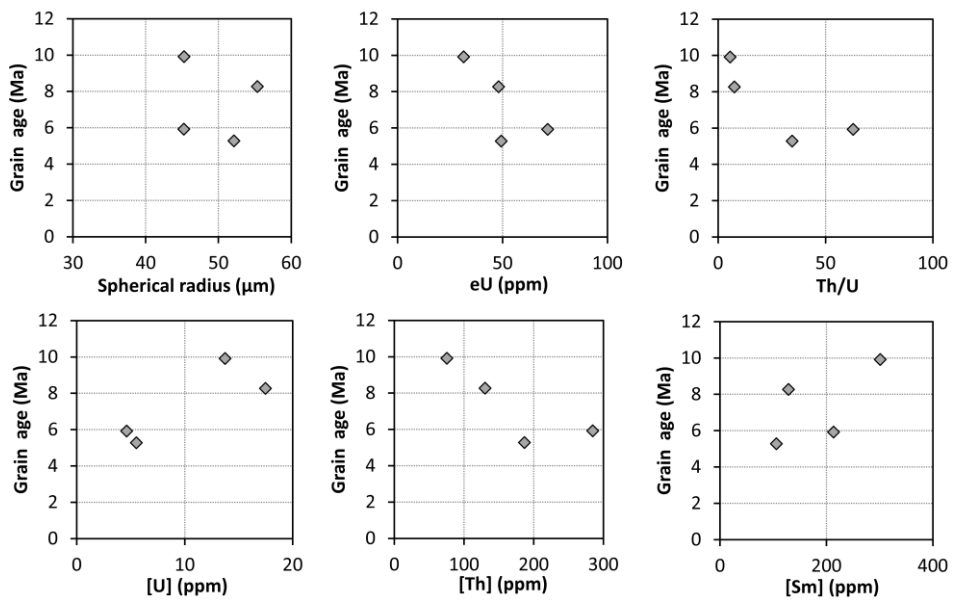 12
10
8
6
4
2
0
Grain age (Ma)
30 40 50 60
Spherical radius (µm)
12
10
8
6
4
2
0
Grain age (Ma)
0 50 100
eU (ppm)
12
10
8
6
4
2
0
Grain age (Ma)
0 50 100
Th/U
12
10
8
6
4
2
0
Grain age (Ma)
0 10 20
[U] (ppm)
12
10
8
6
4
2
0
Grain age (Ma)
0 100 200 300
[Th] (ppm)
12
10
8
6
4
2
0
Grain age (Ma)
0 200 400
[Sm] (ppm)